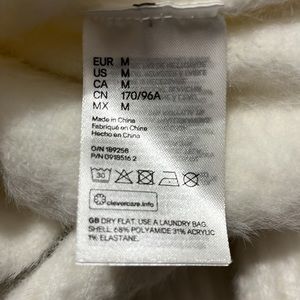 EUR M
US M
CA M
CN 170/96A
MX M
Made in China
Fabriqué en Chine
Hecho en China
O/N 189258
P/N 0918516 2
30
clevercare.info
GB DRY FLAT. USE A LAUNDRY BAG.
SHELL: 68% POLYAMIDE 31% ACRYLIC
1% ELASTANE.